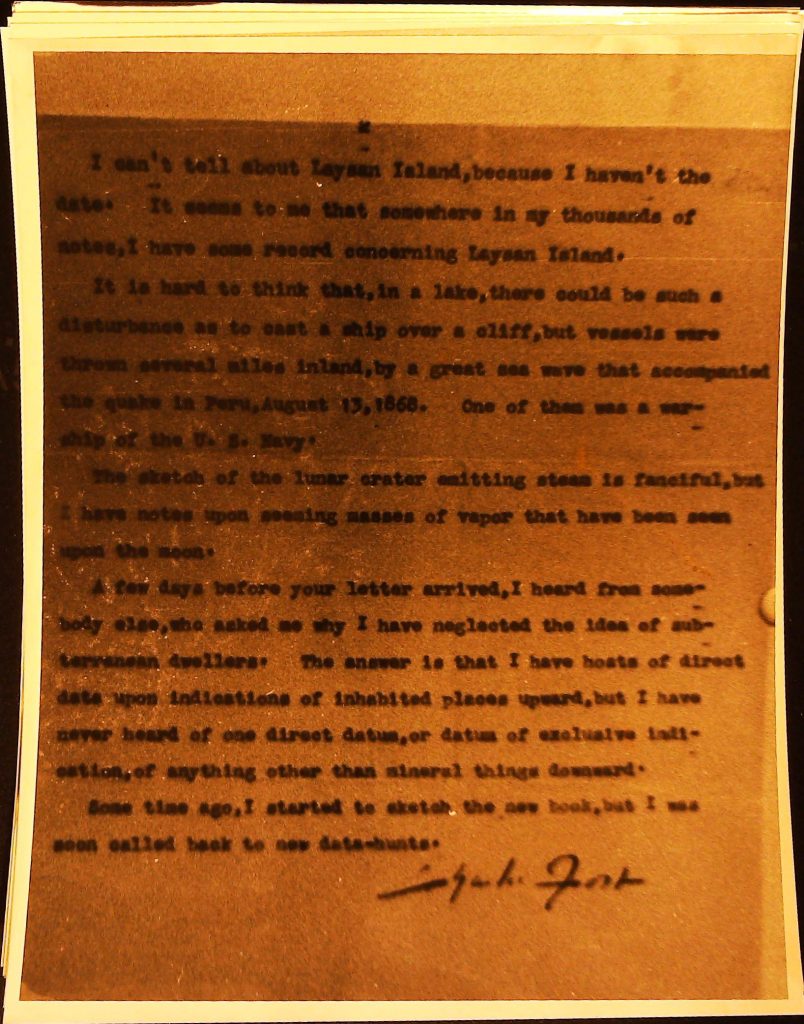 I can't tell about Laysan Island,because I haven't the
date. It seems to me that somewhere in my thousands of
notes,I have some record concerning Laysan Island.
It is hard to think that,in a lake,there could be such a
disturbance as to cast a ship over a cliff,but vessels were
thrown several miles inland,by a great sea wave that accompanied
the quake in Peru,August 13,1868. One of them was a war-
ship of the U. S. Navy.
The sketch of the lunar crater emitting steam is fanciful,but
I have notes upon seeming masses of vapor that have been seen
upon the moon.
A few days before your letter arrived,I heard from some-
body else,who asked me why I have neglected the idea of sub-
terranean dwellers. The answer is that I have hosts of direct
data upon indications of inhabited places upward,but I have
never heard of one direct datum,or datum of exclusive indi-
cation,of anything other than mineral things downward.
Some time ago,I started to sketch the new book,but I was
soon called back to new data-hunts.
Fort